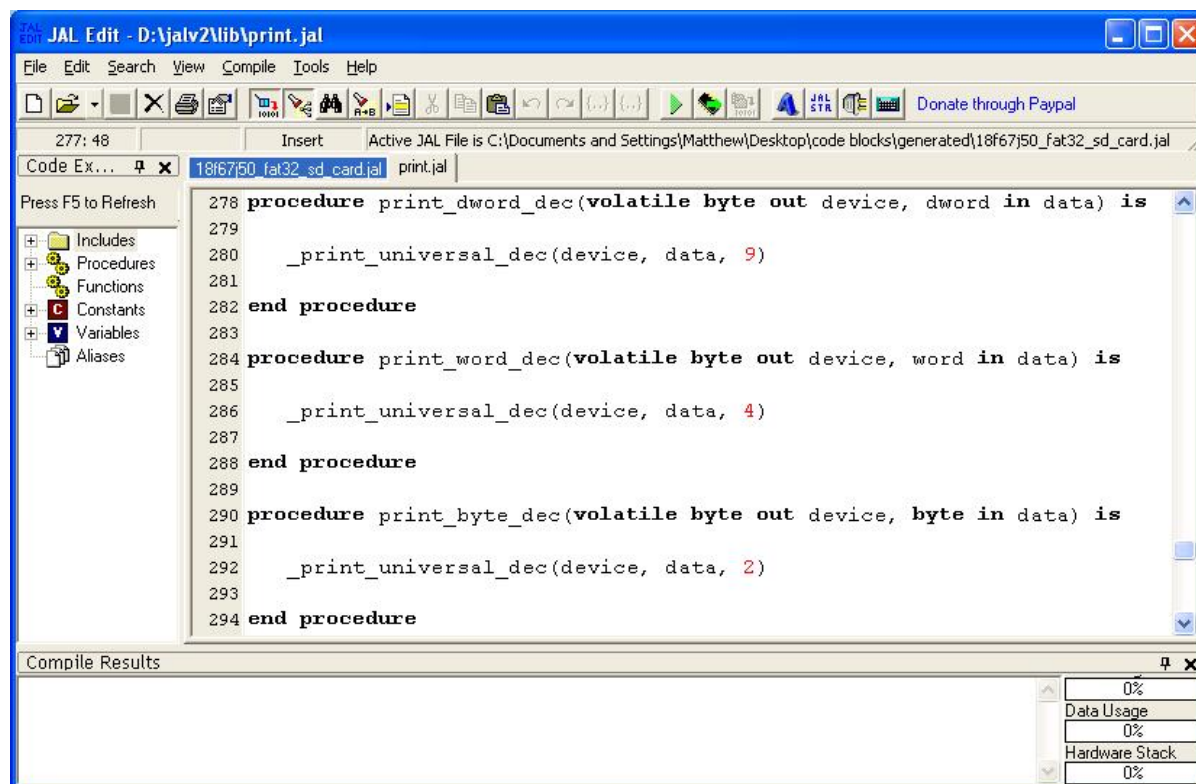 JAL EDIT JAL Edit - D:\jalv2\lib\print.jal
File Edit Search View Compile Tools Help
10101 A+B {..} {..} 10101 JAL STR Donate through Paypal
277: 48 Insert Active JAL File is C:\Documents and Settings\Matthew\Desktop\code blocks\generated\18f67j50_fat32_sd_card.jal
Code Ex... 18f67j50_fat32_sd_card.jal print.jal
Press F5 to Refresh
Includes
Procedures
Functions
C Constants
V Variables
Aliases
278 procedure print_dword_dec(volatile byte out device, dword in data) is
279
280 _print_universal_dec(device, data, 9)
281
282 end procedure
283
284 procedure print_word_dec(volatile byte out device, word in data) is
285
286 _print_universal_dec(device, data, 4)
287
288 end procedure
289
290 procedure print_byte_dec(volatile byte out device, byte in data) is
291
292 _print_universal_dec(device, data, 2)
293
294 end procedure
Compile Results
0%
Data Usage
0%
Hardware Stack
0%